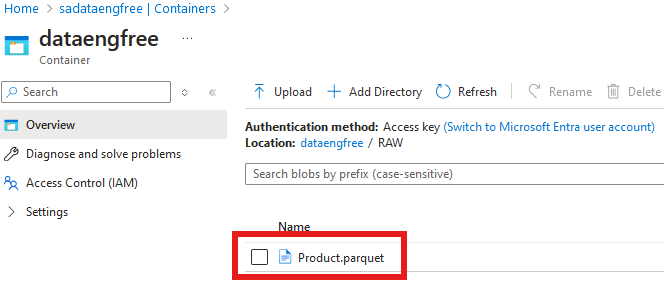 Home > sadataengfree | Containers >
dataengfree ...
Container
Search
Overview
Diagnose and solve problems
Access Control (IAM)
Settings
Upload Add Directory Refresh Rename Delete
Authentication method: Access key (Switch to Microsoft Entra user account)
Location: dataengfree / RAW
Search blobs by prefix (case-sensitive)
Name
Product.parquet